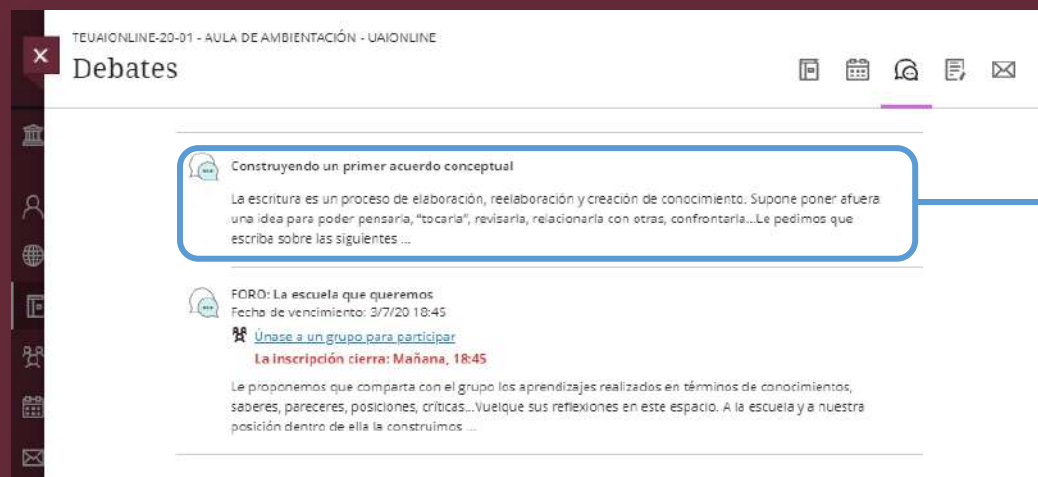 TEUAIONLINE-20-01 - AULA DE AMBIENTACIÓN - UAIONLINE
Debates
Construyendo un primer acuerdo conceptual
La escritura es un proceso de elaboración, reelaboración y creación de conocimiento. Supone poner afuera
una idea para poder pensarla, "tocarla", revisarla, relacionarla con otras, confrontarla...Le pedimos que
escriba sobre las siguientes ...
FORO: La escuela que queremos
Fecha de vencimiento: 3/7/20 18:45
Únase a un grupo para participar
La inscripción cierra: Mañana, 18:45
Le proponemos que comparta con el grupo los aprendizajes realizados en términos de conocimientos,
saberes, pareceres, posiciones, críticas...Vuelque sus reflexiones en este espacio. A la escuela y a nuestra
posición dentro de ella la construimos ...